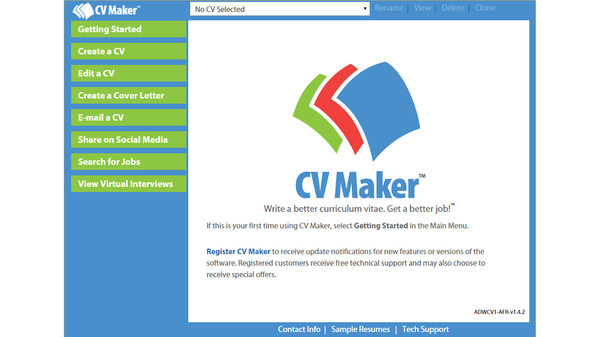 CV Maker™
No CV Selected
Rename | View | Delete | Clone
Getting Started
Create a CV
Edit a CV
Create a Cover Letter
E-mail a CV
Share on Social Media
Search for Jobs
View Virtual Interviews
CV Maker™
Write a better curriculum vitae. Get a better job!™
If this is your first time using CV Maker, select Getting Started in the Main Menu.
Register CV Maker to receive update notifications for new features or versions of the
software. Registered customers receive free technical support and may also choose to
receive special offers.
ADWCV1-AFR-v1.4.2
Contact Info | Sample Resumes | Tech Support